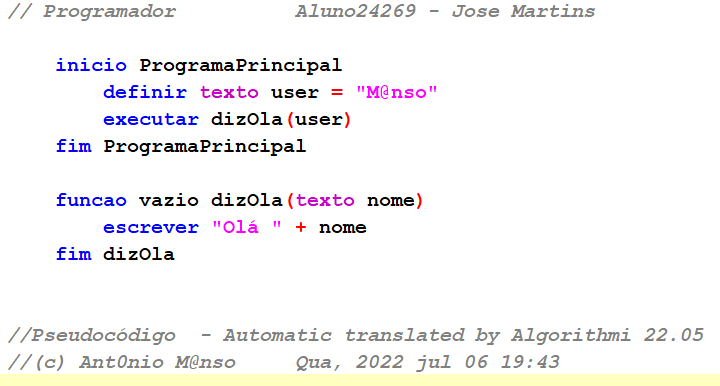 // Programador          Aluno24269 - Jose Martins
inicio ProgramaPrincipal
definir texto user = "M@nso"
executar dizOla(user)
fim ProgramaPrincipal
funcao vazio dizOla(texto nome)
escrever "Olá " + nome
fim dizOla
//Pseudocódigo  - Automatic translated by Algorithmi 22.05
//(c) Ant0nio M@nso     Qua, 2022 jul 06 19:43